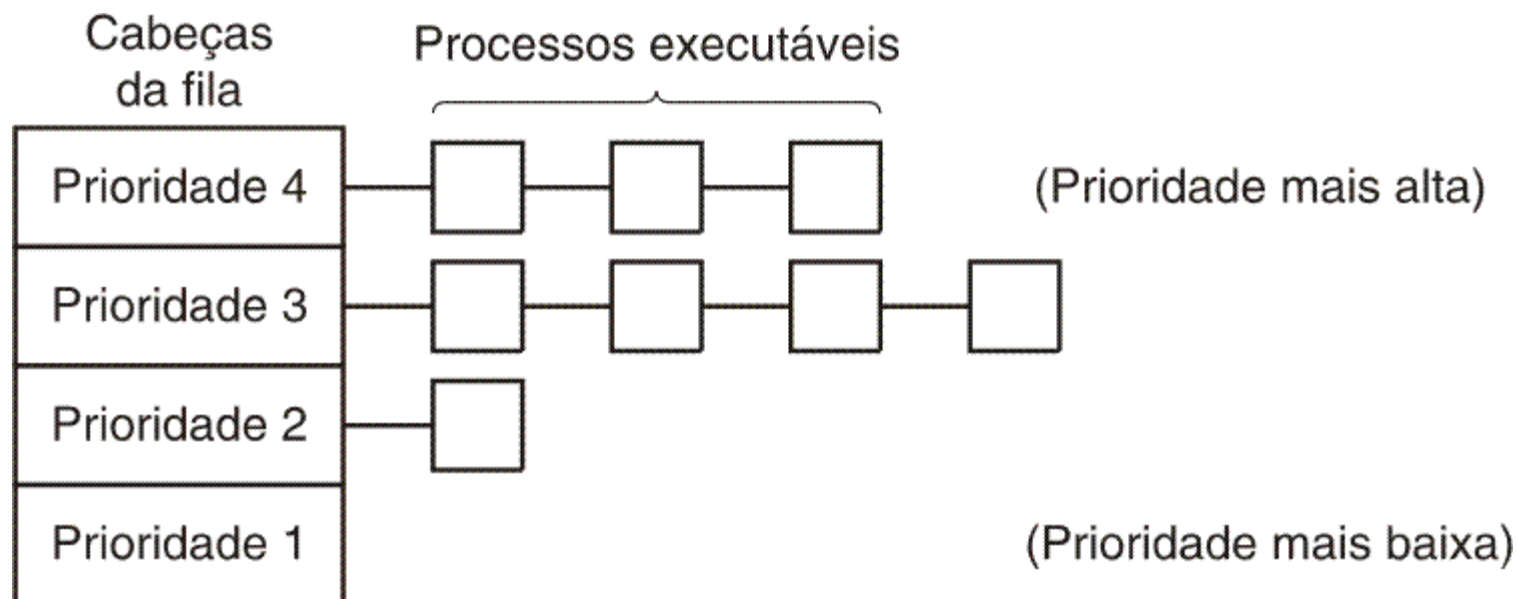 Cabeças
da fila
Processos executáveis
Prioridade 4
(Prioridade mais alta)
Prioridade 3
Prioridade 2
Prioridade 1
(Prioridade mais baixa)